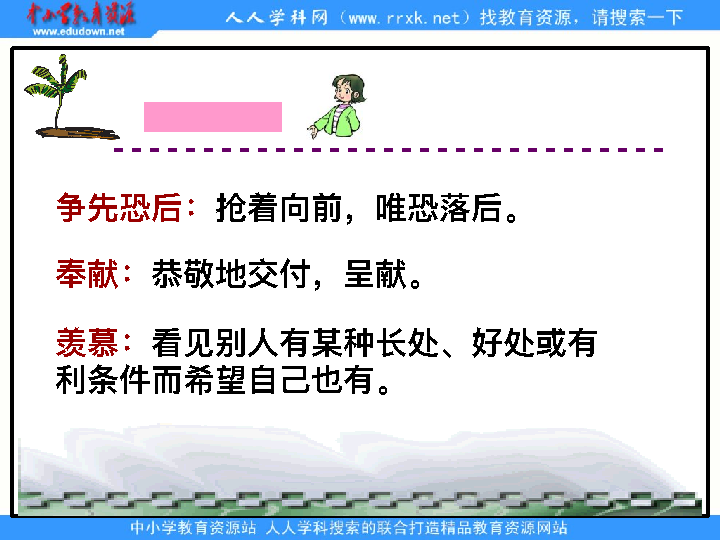 中小学教育资源
www.edudown.net
人人学科网（www.rrxk.net）找教育资源，请搜索一下
争先恐后：抢着向前，唯恐落后。
奉献：恭敬地交付，呈献。
羡慕：看见别人有某种长处、好处或有
利条件而希望自己也有。
中小学教育资源站 人人学科搜索的联合打造精品教育资源网站